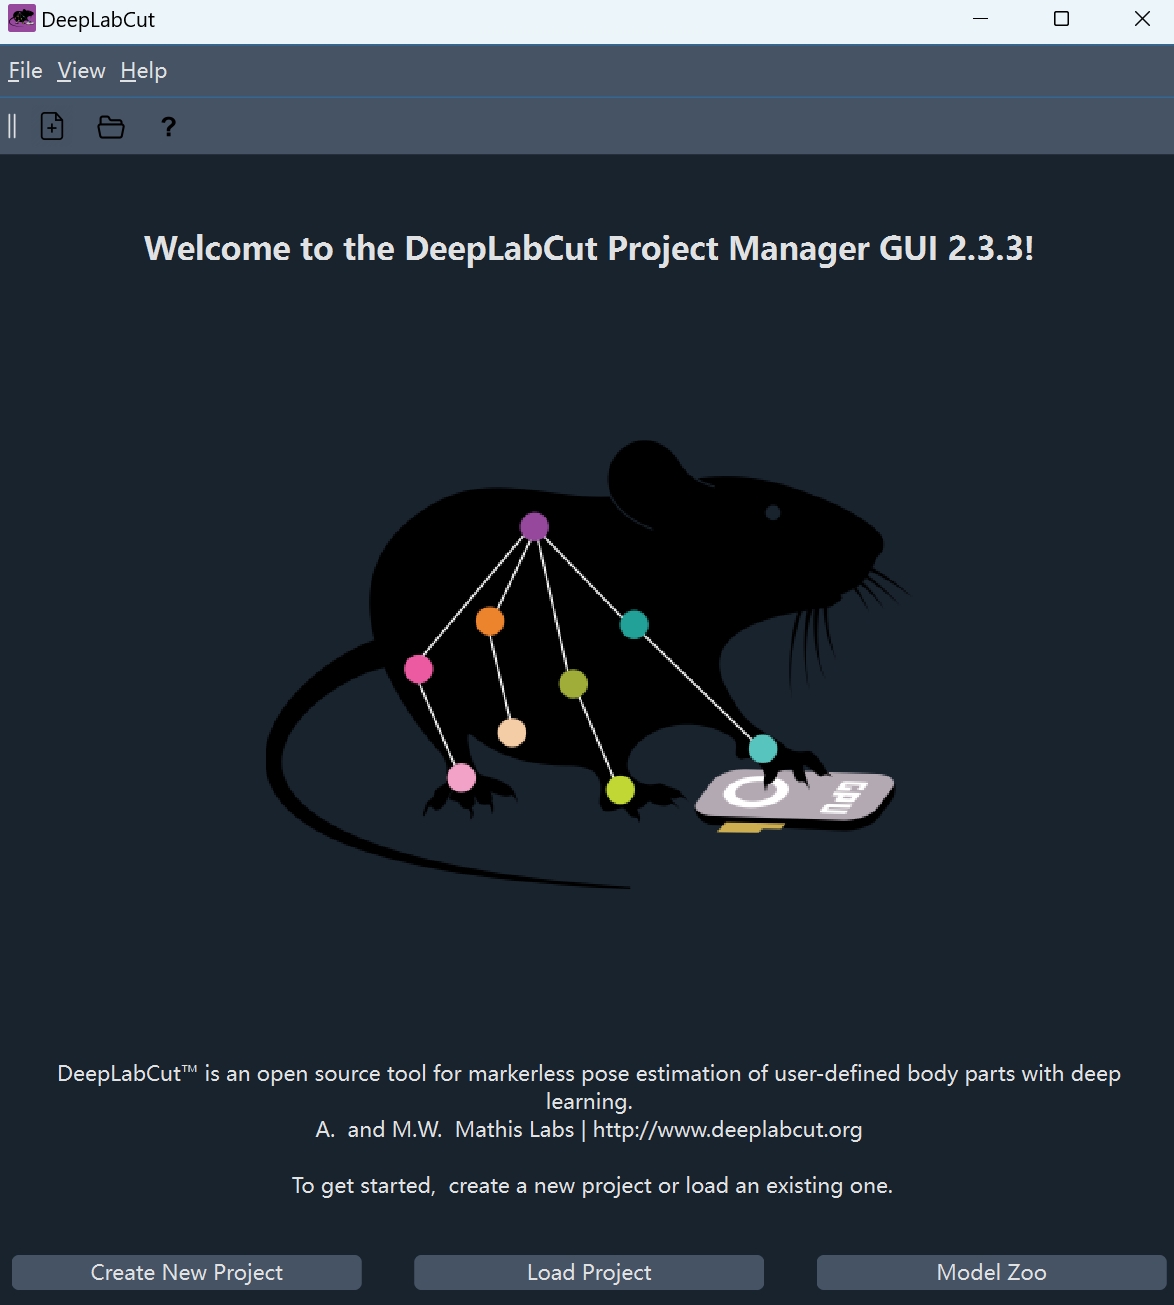 DeepLabCut
File View Help
?
Welcome to the DeepLabCut Project Manager GUI 2.3.3!
GPU
DeepLabCut™ is an open source tool for markerless pose estimation of user-defined body parts with deep
learning.
A. and M.W. Mathis Labs | http://www.deeplabcut.org
To get started, create a new project or load an existing one.
Create New Project Load Project Model Zoo